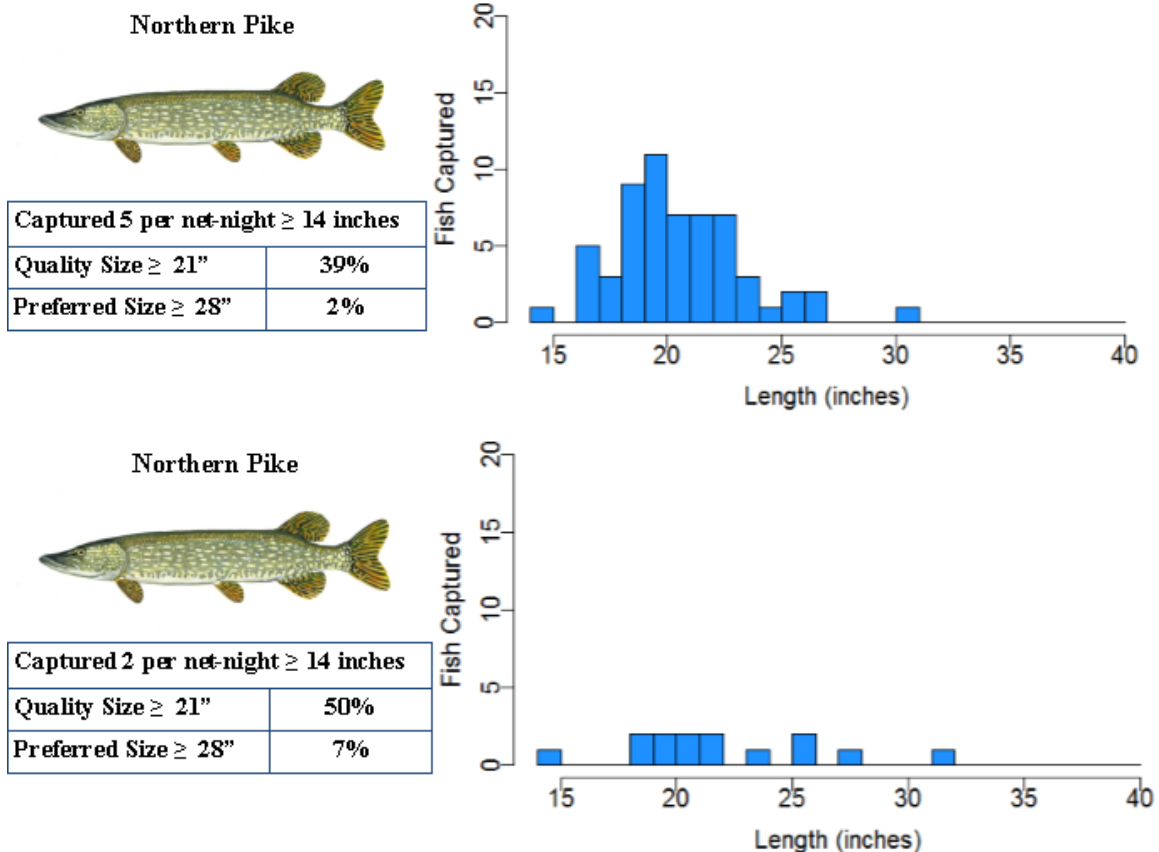 Northern Pike
Captured 5 per net-night ≥ 14 inches
Quality Size ≥ 21” 39%
Preferred Size ≥ 28” 2%
Fish Captured
20
15
10
5
0
15 20 25 30 35 40
Length (inches)
Northern Pike
Captured 2 per net-night ≥ 14 inches
Quality Size ≥ 21” 50%
Preferred Size ≥ 28” 7%
Fish Captured
20
15
10
5
0
15 20 25 30 35 40
Length (inches)